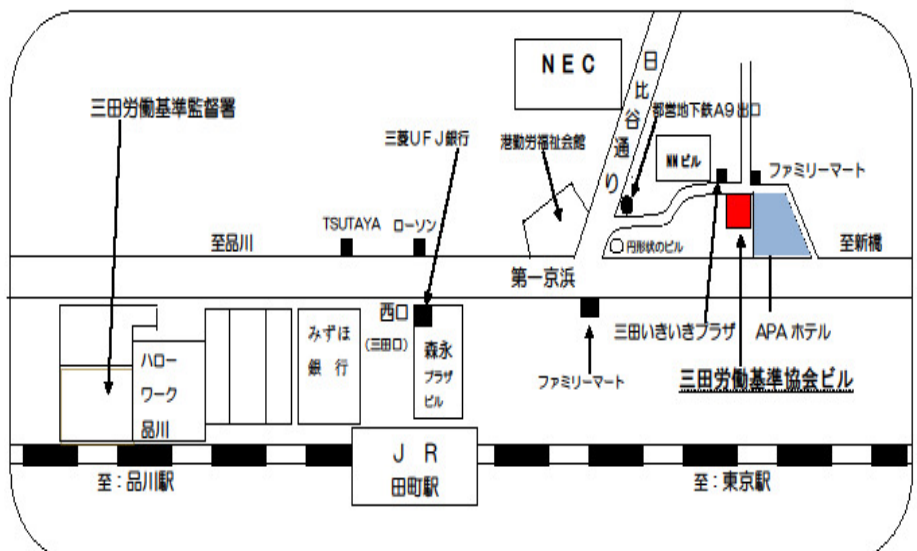 NEC
日比谷通り
三田労働基準監督署
都営地下鉄A9出口
三菱UFJ銀行
港勤労福祉会館
NNビル
ファミリーマート
TSUTAYA
ローソン
至品川
円形状のビル
至新橋
第一京浜
西口
(三田口)
みずほ
銀行
森永
プラザ
ビル
三田いきいきプラザ
APAホテル
ハロー
ワーク
品川
ファミリーマート
三田労働基準協会ビル
JR
田町駅
至:品川駅
至:東京駅